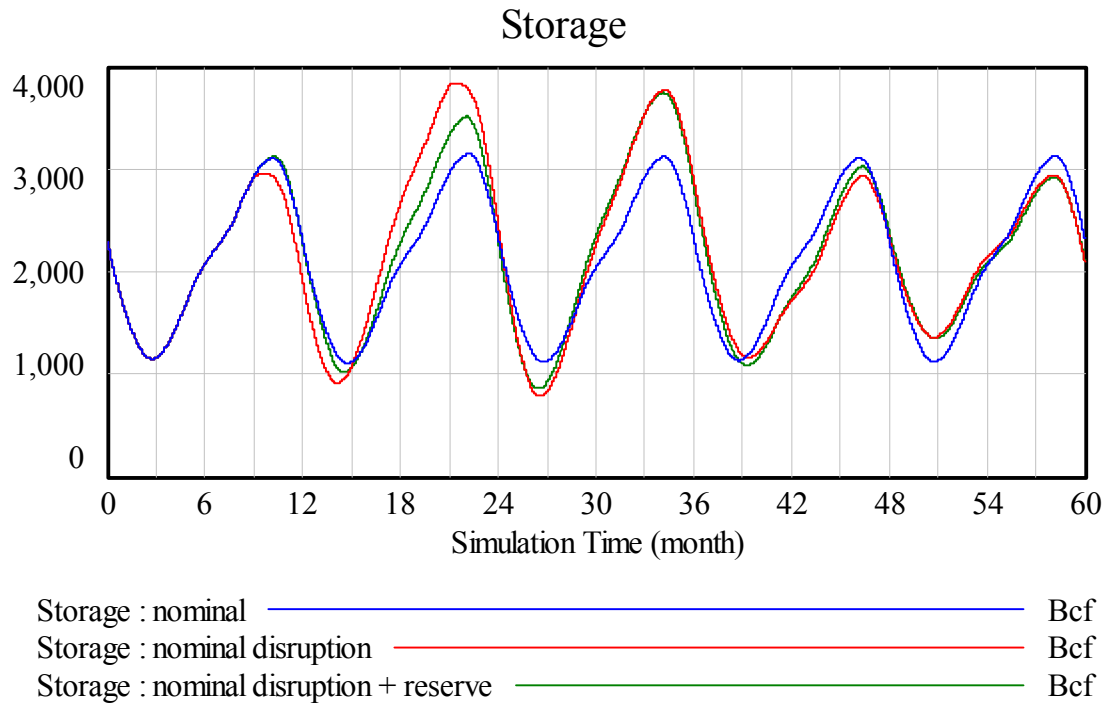 Storage
4,000
3,000
2,000
1,000
0
0 6 12 18 24 30 36 42 48 54 60
Simulation Time (month)
Storage : nominal Bcf
Storage : nominal disruption Bcf
Storage : nominal disruption + reserve Bcf